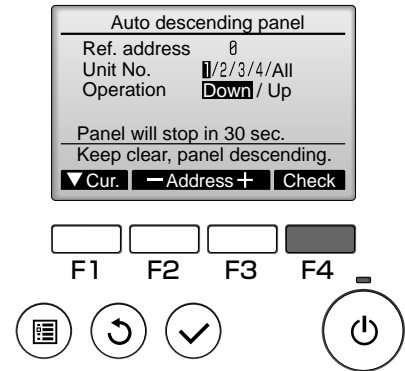 Auto descending panel
Ref. address 0
Unit No. 1/2/3/4/All
Operation Down / Up
Panel will stop in 30 sec.
Keep clear, panel descending.
▼Cur. −Address+ Check
F1 F2 F3 F4